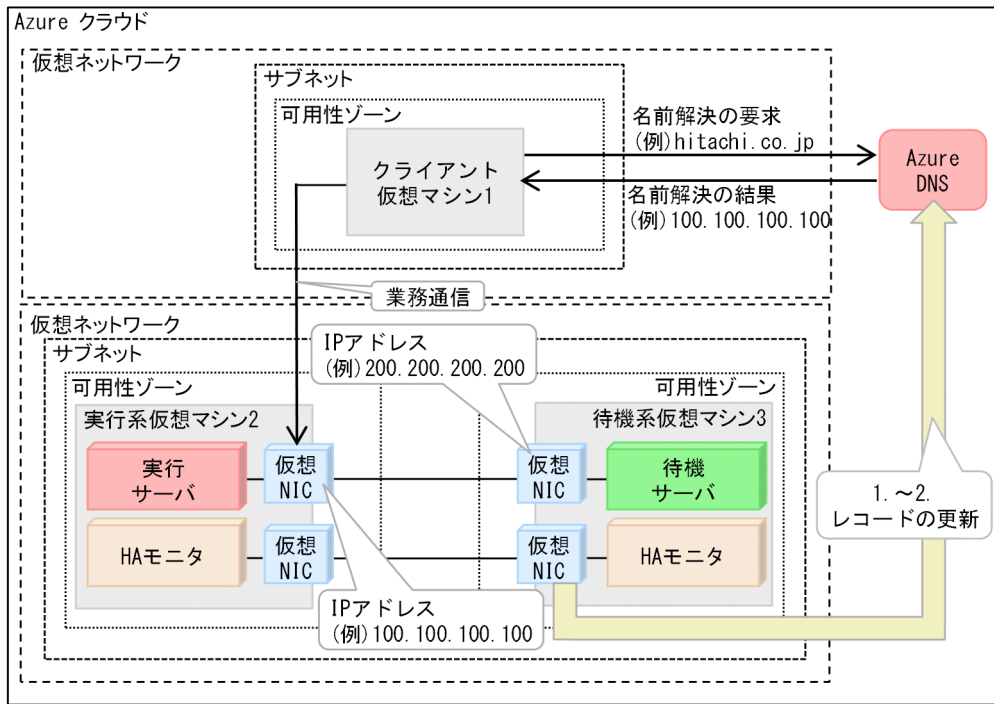 Azure クラウド
仮想ネットワーク
サブネット
可用性ゾーン
クライアント
仮想マシン1
名前解決の要求
(例)hitachi.co.jp
Azure
DNS
名前解決の結果
(例)100.100.100.100
業務通信
仮想ネットワーク
サブネット
IPアドレス
(例)200.200.200.200
可用性ゾーン
可用性ゾーン
実行系仮想マシン2
待機系仮想マシン3
実行
サーバ
仮想
NIC
仮想
NIC
待機
サーバ
HAモニタ
仮想
NIC
仮想
NIC
HAモニタ
IPアドレス
(例)100.100.100.100
1.～2.
レコードの更新